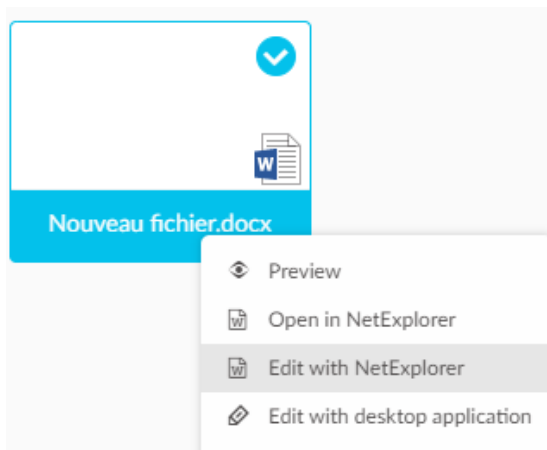 W
Nouveau fichier.docx
Preview
W Open in NetExplorer
W Edit with NetExplorer
Edit with desktop application